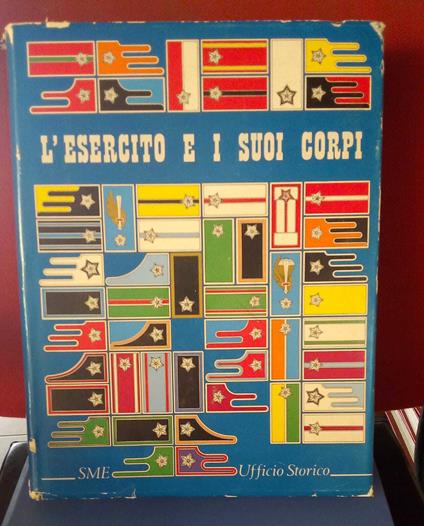 L'ESERCITO E I SUOI CORPI
SME Ufficio Storico